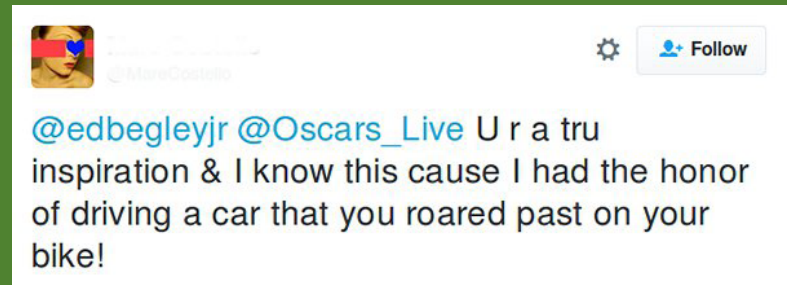 @MareCostello
Follow
@edbegleyjr @Oscars_Live U r a tru
inspiration & I know this cause I had the honor
of driving a car that you roared past on your
bike!